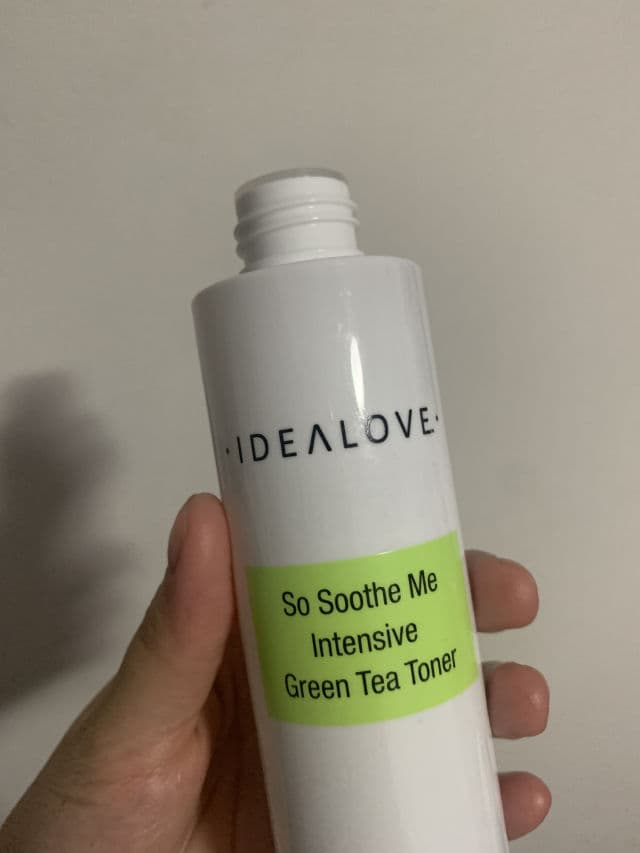 ·IDEALOVE·
So Soothe Me
Intensive
Green Tea Toner